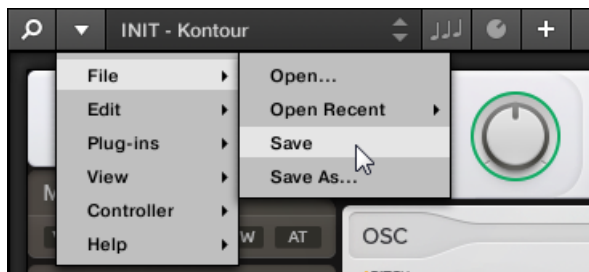 INIT - Kontour
File
Edit
Plug-ins
View
Controller
Help
Open...
Open Recent
Save
Save As...
M
W
AT
OSC